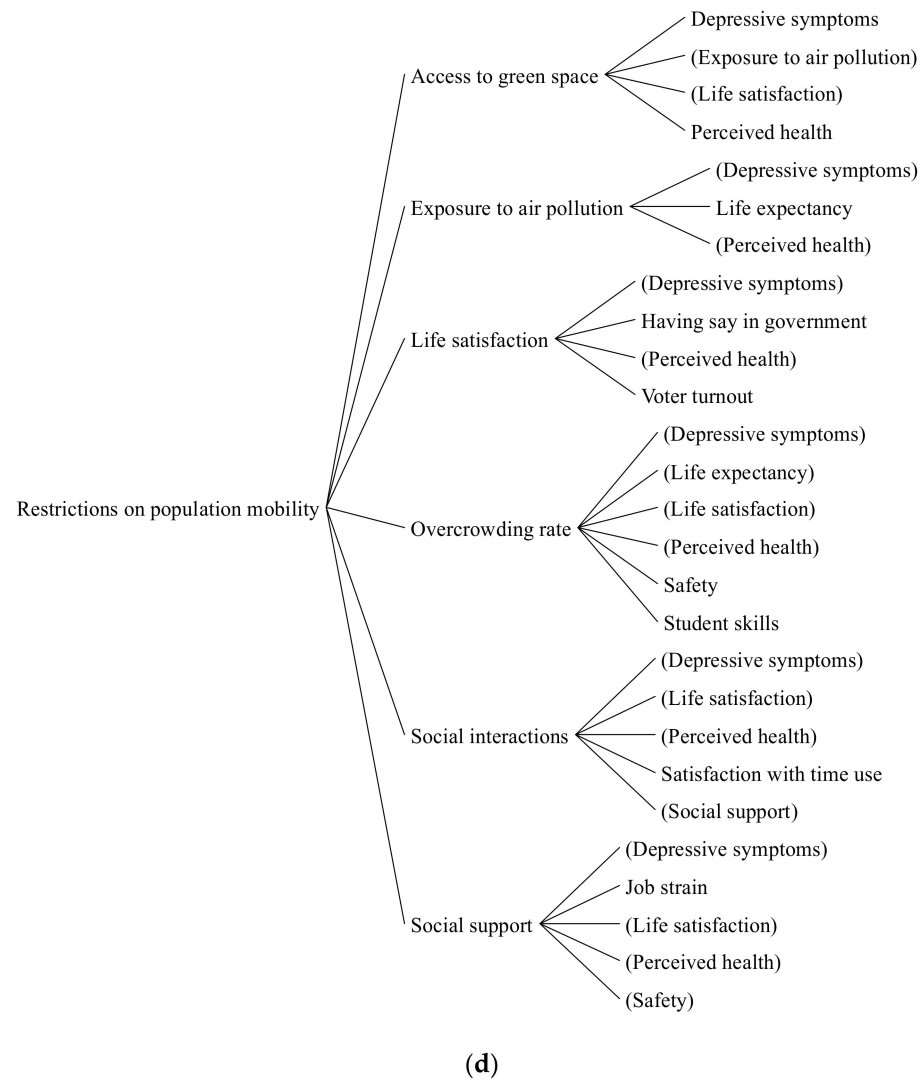 Restrictions on population mobility
Access to green space
Depressive symptoms
(Exposure to air pollution)
(Life satisfaction)
Perceived health
Exposure to air pollution
(Depressive symptoms)
Life expectancy
(Perceived health)
Life satisfaction
(Depressive symptoms)
Having say in government
(Perceived health)
Voter turnout
Overcrowding rate
(Depressive symptoms)
(Life expectancy)
(Life satisfaction)
(Perceived health)
Safety
Student skills
Social interactions
(Depressive symptoms)
(Life satisfaction)
(Perceived health)
Satisfaction with time use
(Social support)
Social support
(Depressive symptoms)
Job strain
(Life satisfaction)
(Perceived health)
(Safety)
(d)